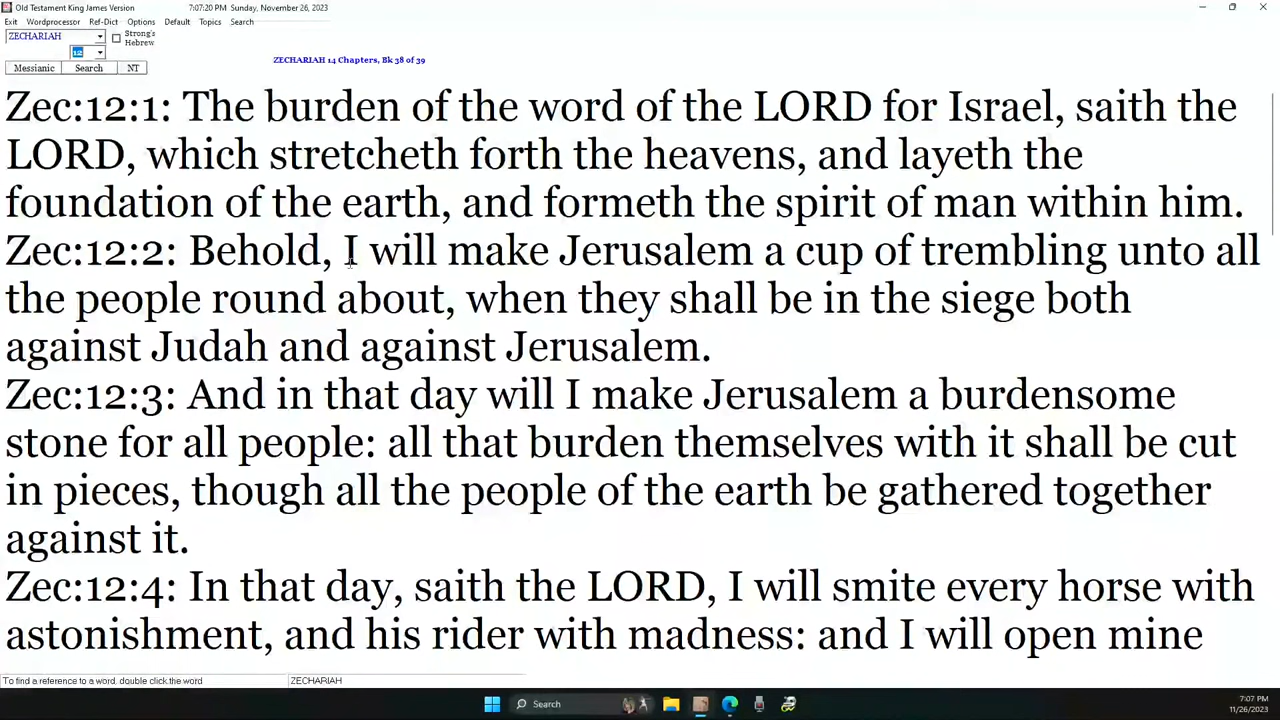 Old Testament King James Version 7:07:20 PM Sunday, November 26, 2023
Exit Wordprocessor Ref-Dict Options Default Topics Search
ZECHARIAH
Strong's
Hebrew
12
Messianic Search NT
ZECHARIAH 14 Chapters, Bk 38 of 39
Zec:12:1: The burden of the word of the LORD for Israel, saith the
LORD, which stretcheth forth the heavens, and layeth the
foundation of the earth, and formeth the spirit of man within him.
Zec:12:2: Behold, I will make Jerusalem a cup of trembling unto all
the people round about, when they shall be in the siege both
against Judah and against Jerusalem.
Zec:12:3: And in that day will I make Jerusalem a burdensome
stone for all people: all that burden themselves with it shall be cut
in pieces, though all the people of the earth be gathered together
against it.
Zec:12:4: In that day, saith the LORD, I will smite every horse with
astonishment, and his rider with madness: and I will open mine
To find a reference to a word, double click the word ZECHARIAH
Search
7:07 PM
11/26/2023